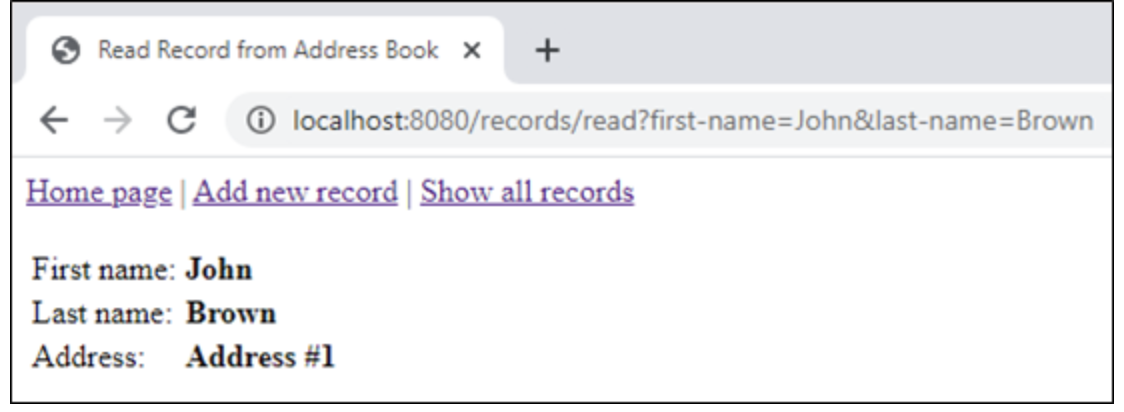 Read Record from Address Book
localhost:8080/records/read?first-name=John&last-name=Brown
Home page | Add new record | Show all records
First name: John
Last name: Brown
Address: Address #1